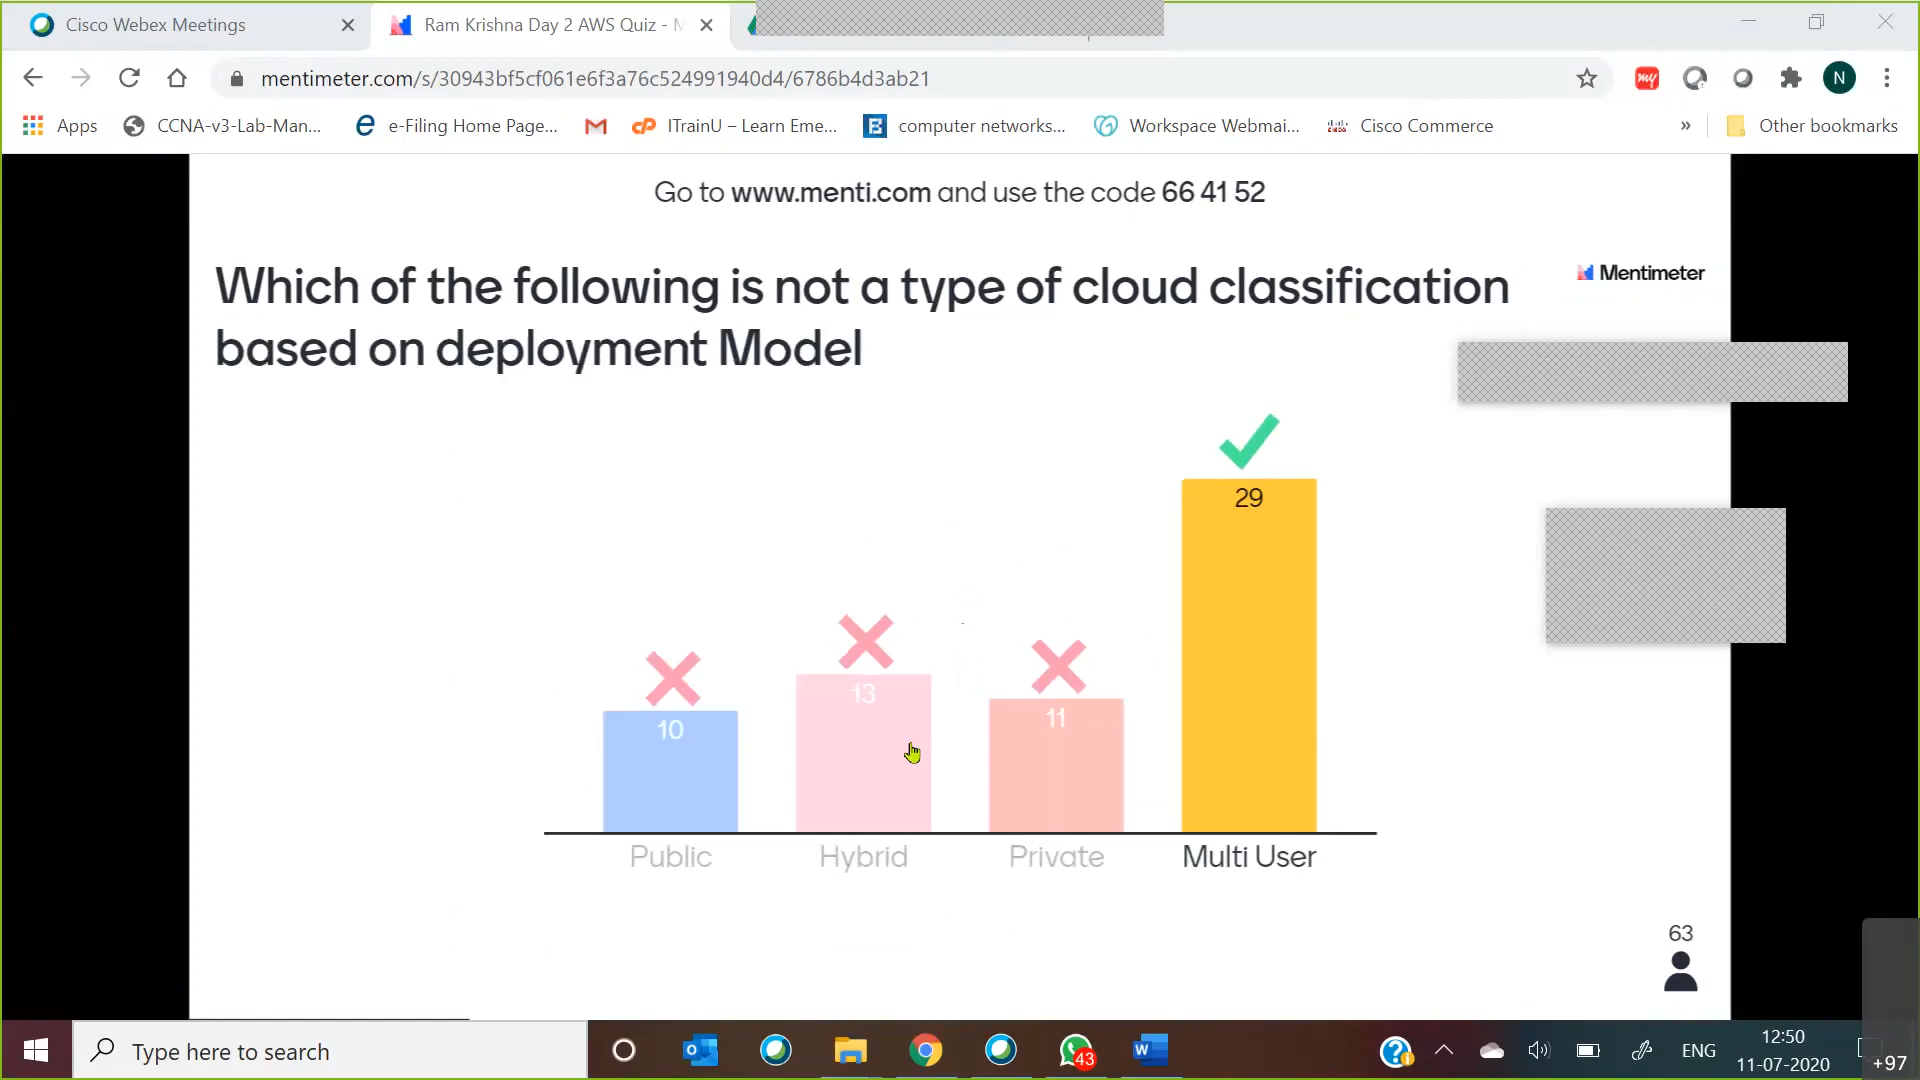 Cisco Webex Meetings
Ram Krishna Day 2 AWS Quiz - M
mentimeter.com/s/30943bf5cf061e6f3a76c524991940d4/6786b4d3ab21
my
N
Apps
CCNA-v3-Lab-Man...
e-Filing Home Page...
ITrainU – Learn Eme...
computer networks...
Workspace Webmai...
Cisco Commerce
»
Other bookmarks
Go to www.menti.com and use the code 66 41 52
Which of the following is not a type of cloud classification
based on deployment Model
Mentimeter
29
13
11
10
Public
Hybrid
Private
Multi User
63
Type here to search
43
ENG
12:50
11-07-2020
+97